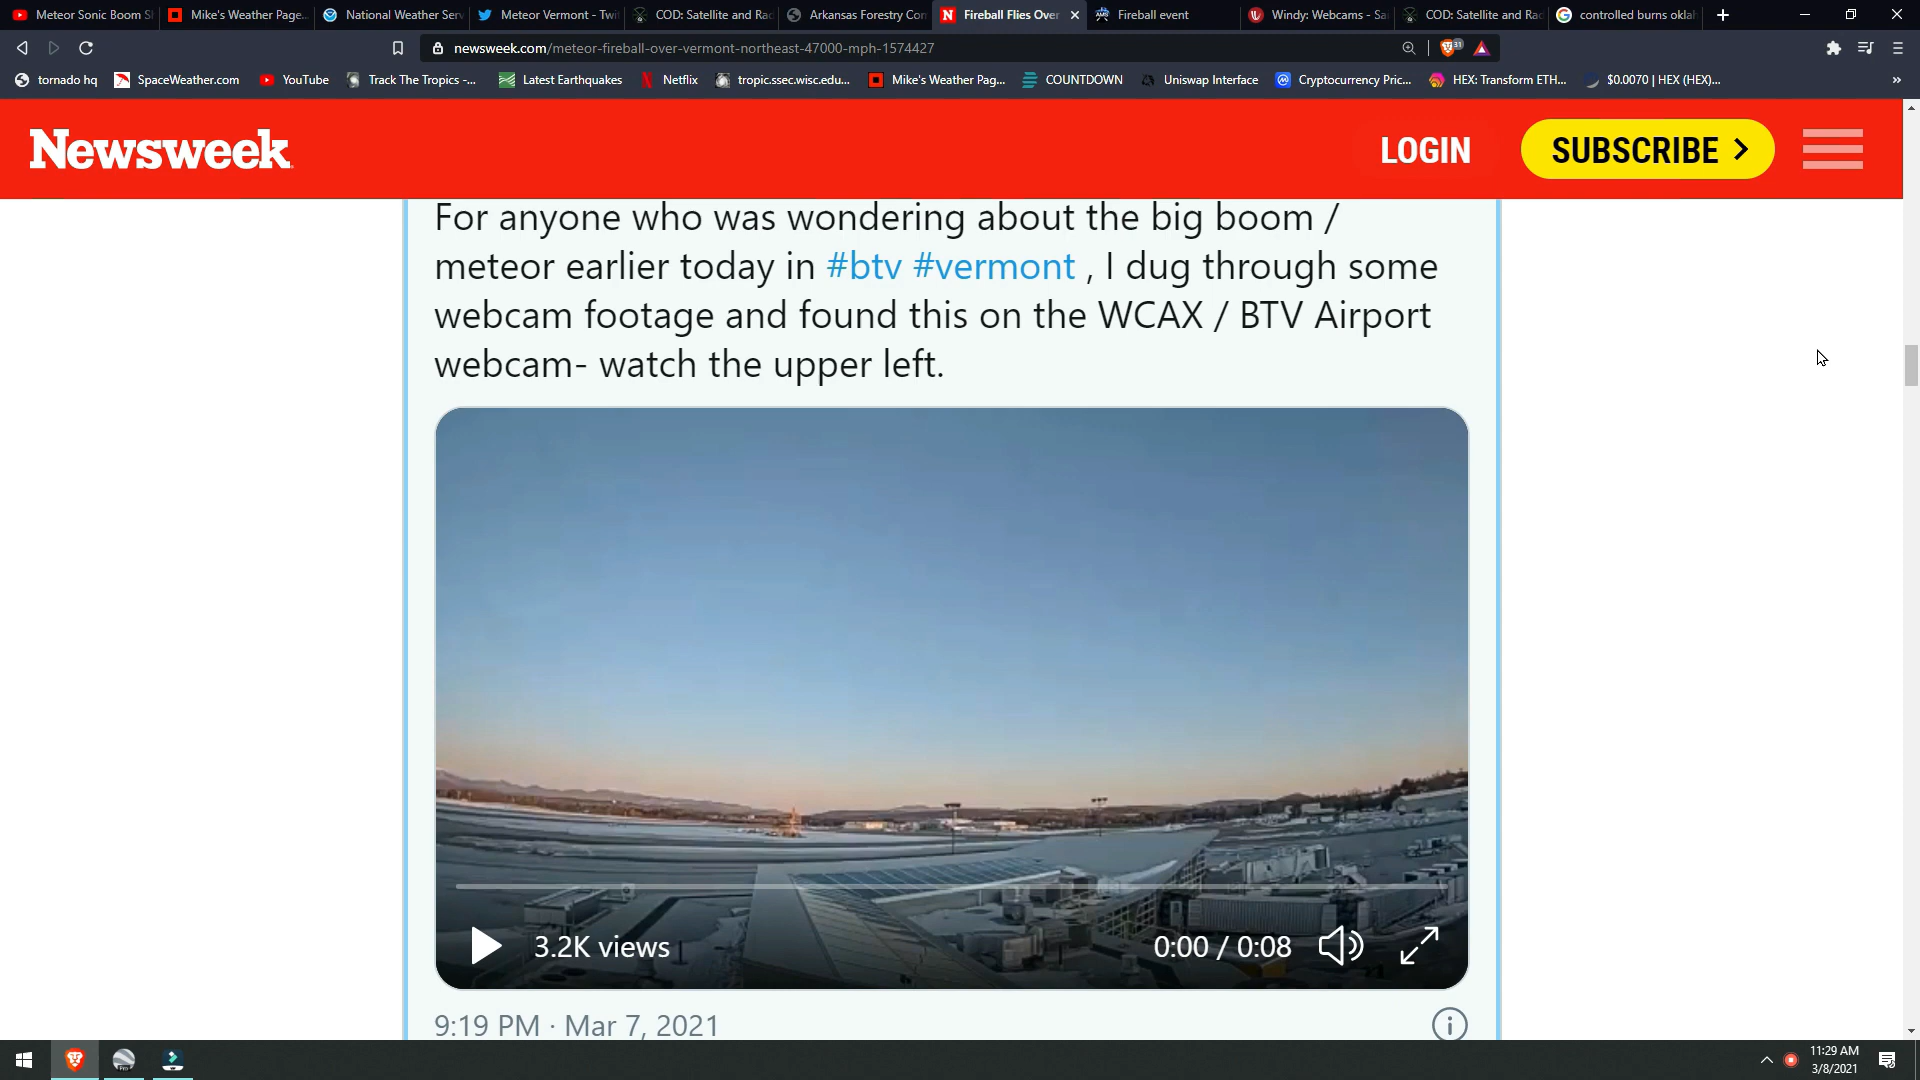 Meteor Sonic Boom S
Mike's Weather Page...
National Weather Serv
Meteor Vermont - Twi
COD: Satellite and Rad
Arkansas Forestry Con
Fireball Flies Over
Fireball event
Windy: Webcams - Sa
COD: Satellite and Rad
controlled burns oklah
newsweek.com/meteor-fireball-over-vermont-northeast-47000-mph-1574427
31
tornado hq
SpaceWeather.com
YouTube
Track The Tropics -...
Latest Earthquakes
Netflix
tropic.ssec.wisc.edu...
Mike's Weather Pag...
COUNTDOWN
Uniswap Interface
Cryptocurrency Pric...
HEX: Transform ETH...
$0.0070 | HEX (HEX)...
»
Newsweek
LOGIN
SUBSCRIBE >
For anyone who was wondering about the big boom /
meteor earlier today in #btv #vermont , I dug through some
webcam footage and found this on the WCAX / BTV Airport
webcam- watch the upper left.
3.2K views
0:00 / 0:08
9:19 PM · Mar 7, 2021
11:29 AM
3/8/2021